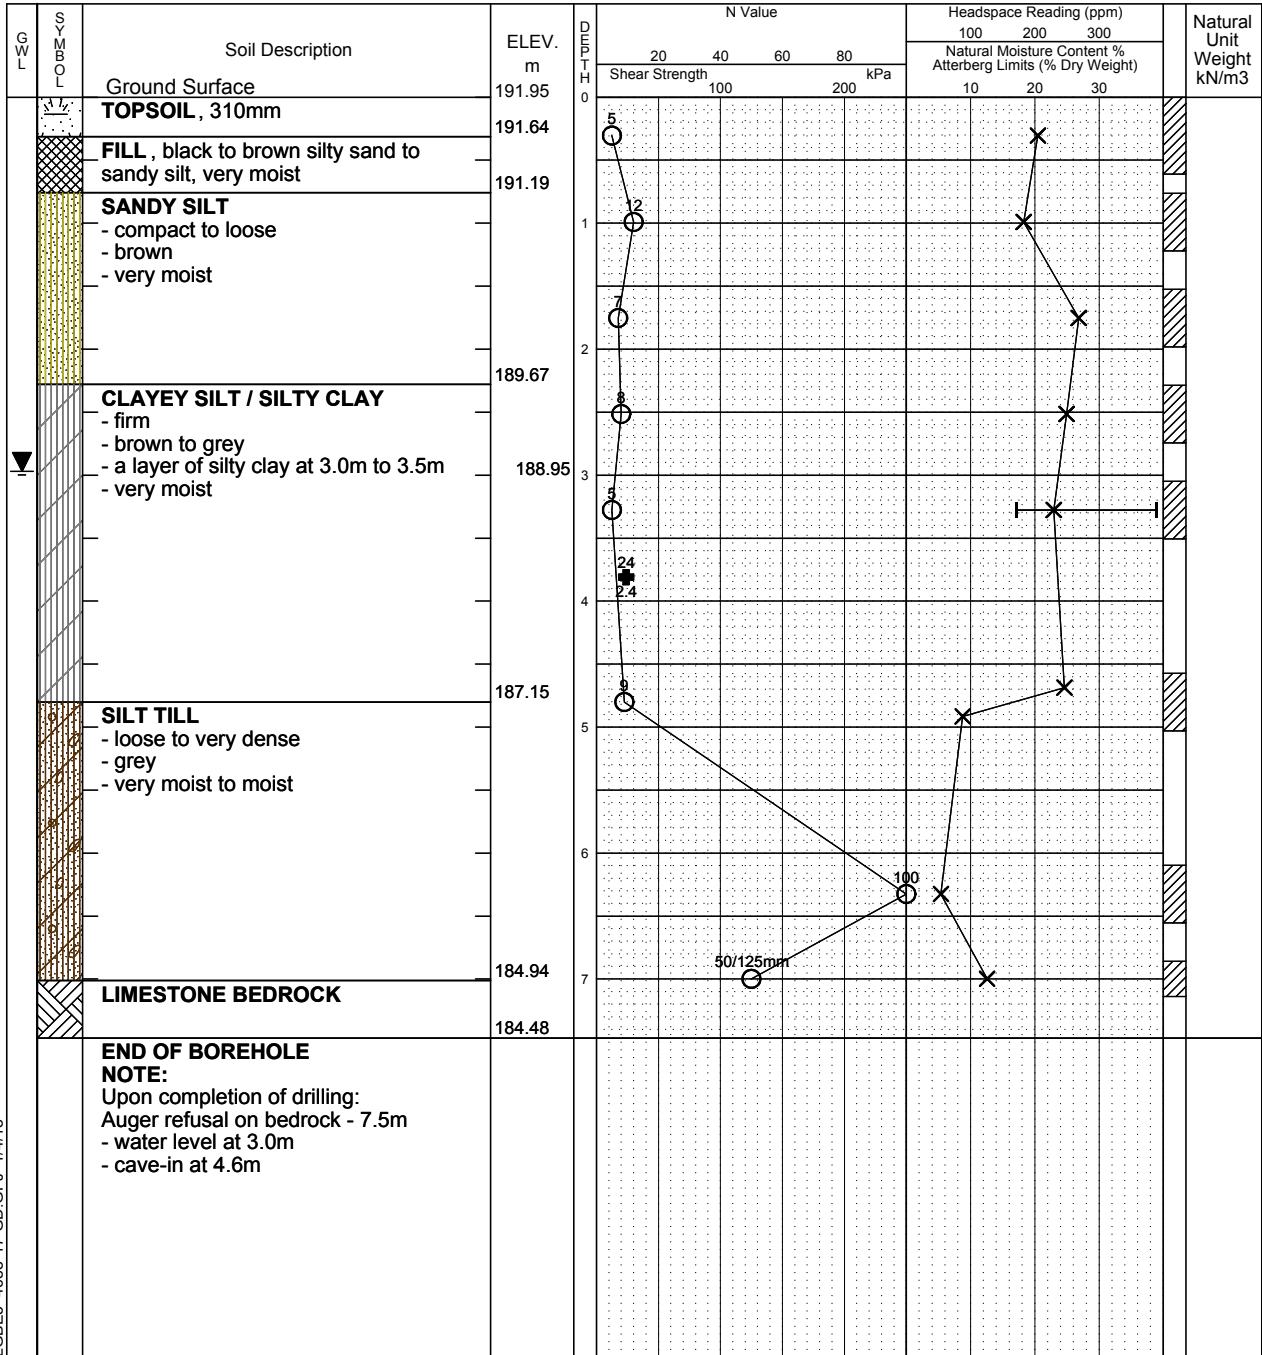 GWL
SYMBOL
Soil Description
Ground Surface
ELEV.
m
DEPTH
N Value
20 40 60 80
Shear Strength kPa
100 200
Headspace Reading (ppm)
100 200 300
Natural Moisture Content %
Atterberg Limits (% Dry Weight)
10 20 30
Natural
Unit
Weight
kN/m3
191.95
0
TOPSOIL, 310mm
5
191.64
FILL, black to brown silty sand to
sandy silt, very moist
191.19
SANDY SILT
12
- compact to loose
1
- brown
- very moist
7
2
189.67
CLAYEY SILT / SILTY CLAY
8
- firm
- brown to grey
- a layer of silty clay at 3.0m to 3.5m
188.95
3
- very moist
5
24
2.4
4
187.15
9
SILT TILL
5
- loose to very dense
- grey
- very moist to moist
6
100
50/125mm
184.94
7
LIMESTONE BEDROCK
184.48
END OF BOREHOLE
NOTE:
Upon completion of drilling:
Auger refusal on bedrock - 7.5m
- water level at 3.0m
- cave-in at 4.6m